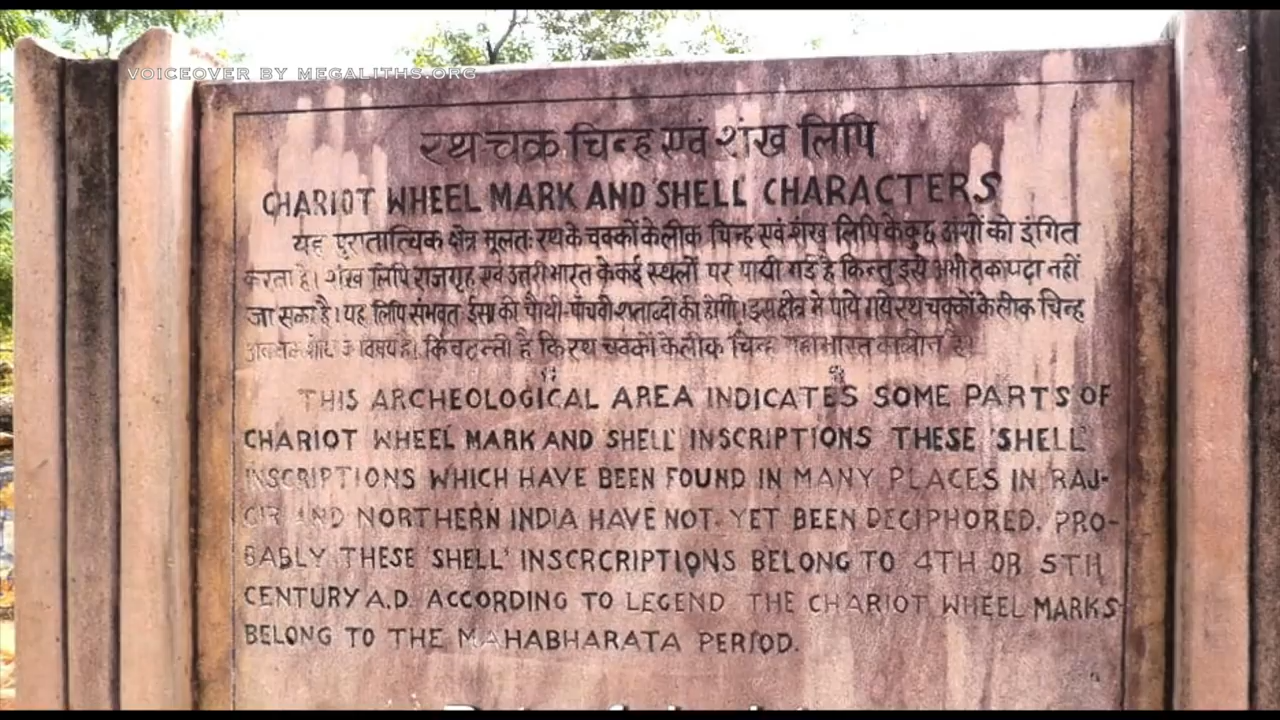 VOICEOVER BY MEGALITHS.ORG
रथ चक्र चिन्ह एवं शंख लिपि
CHARIOT WHEEL MARK AND 'SHELL' CHARACTERS
यह पुरातात्विक क्षेत्र मूलतः रथ के चक्कों के लीक चिन्ह एवं शंख लिपि के कुछ अंशों को इंगित
करता है। शंख लिपि राजगृह एवं उत्तरी भारत के कई स्थलों पर पायी गई है किन्तु इसे अभी तक पढ़ा नहीं
जा सका है। यह लिपि संभवतः ईसा की चौथी-पाँचवी शताब्दी की होगी। इस क्षेत्र मे पाये गये रथ चक्कों के लीक चिन्ह
विषय है। किंवदन्ती है कि रथ चक्कों के लीक चिन्ह महाभारत कालीन है।
THIS ARCHEOLOGICAL AREA INDICATES SOME PARTS OF
CHARIOT WHEEL MARK AND 'SHELL' INSCRIPTIONS THESE 'SHELL'
INSCRIPTIONS WHICH HAVE BEEN FOUND IN MANY PLACES IN RAJ-
GIR AND NORTHERN INDIA HAVE NOT YET BEEN DECIPHORED. PRO-
BABLY THESE 'SHELL' INSCRCRIPTIONS BELONG TO 4TH OR 5TH
CENTURY A.D. ACCORDING TO LEGEND THE CHARIOT WHEEL MARKS
BELONG TO THE MAHABHARATA PERIOD.